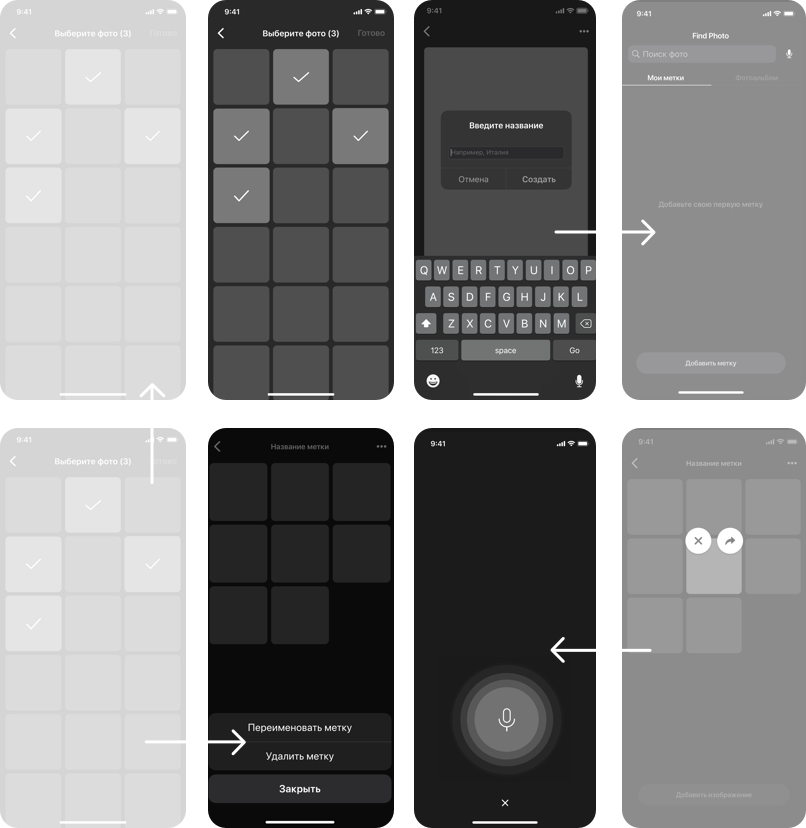 9:41
Выберите фото (3) Готово
9:41
Выберите фото (3) Готово
9:41
Введите название
Например, Италия
Отмена Создать
Q W E R T Y U I O P
A S D F G H J K L
Z X C V B N M
123 space Go
9:41
Find Photo
Поиск фото
Мои метки Фотоальбом
Добавьте свою первую метку
Добавить метку
9:41
Выберите фото (3)
Название метки
Переименовать метку
Удалить метку
Закрыть
9:41
9:41
Название метки
Добавить изображение